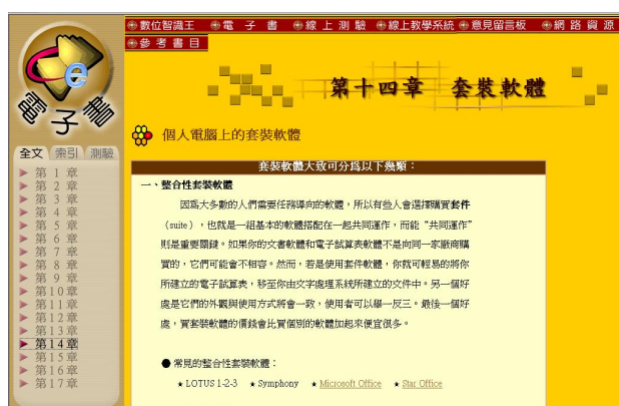 數位智識王 電 子 書 線 上 測 驗 線上教學系統 意見留言板 網 路 資 源
參 考 書 目
電子書
第十四章 套裝軟體
個人電腦上的套裝軟體
全文 索引 測驗
第 1 章
第 2 章
第 3 章
第 4 章
第 5 章
第 6 章
第 7 章
第 8 章
第 9 章
第10章
第11章
第12章
第13章
第14章
第15章
第16章
第17章
套裝軟體大致可分爲以下幾類：
一、整合性套裝軟體
因爲大多數的人們需要任務導向的軟體，所以有些人會選擇購買套件
（suite），也就是一組基本的軟體搭配在一起共同運作，而能“共同運作”
則是重要關鍵。如果你的文書軟體和電子試算表軟體不是向同一家廠商購
買的，它們可能會不相容。然而，若是使用套件軟體，你就可輕易的將你
所建立的電子試算表，移至你由文字處理系統所建立的文件中。另一個好
處是它們的外觀與使用方式將會一致，使用者可以舉一反三。最後一個好
處，買套裝軟體的價錢會比買個別的軟體加起來便宜很多。
● 常見的整合性套裝軟體：
★ LOTUS 1-2-3 ★ Symphony ★ Microsoft Office ★ Star Office